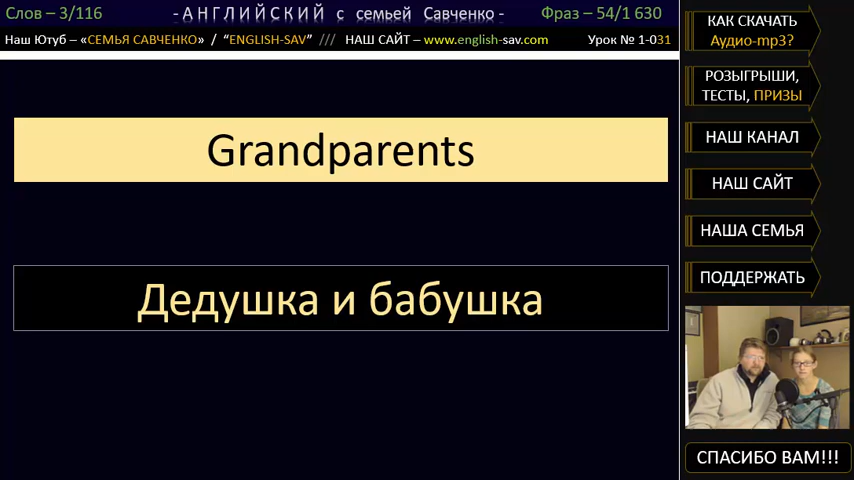 Слов – 3/116
- АНГЛИЙСКИЙ с семьей Савченко -
Фраз – 54/1 630
Наш Ютуб – «СЕМЬЯ САВЧЕНКО» / “ENGLISH-SAV” /// НАШ САЙТ – www.english-sav.com
Урок № 1-031
Grandparents
Дедушка и бабушка
КАК СКАЧАТЬ
Аудио-mp3?
РОЗЫГРЫШИ,
ТЕСТЫ, ПРИЗЫ
НАШ КАНАЛ
НАШ САЙТ
НАША СЕМЬЯ
ПОДДЕРЖАТЬ
СПАСИБО ВАМ!!!